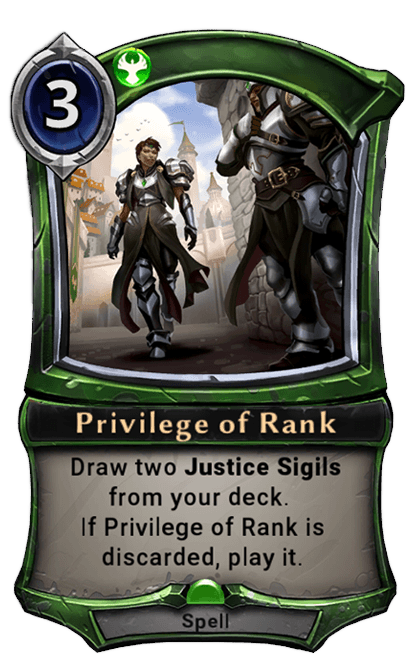 3
Privilege of Rank
Draw two Justice Sigils
from your deck.
If Privilege of Rank is
discarded, play it.
Spell